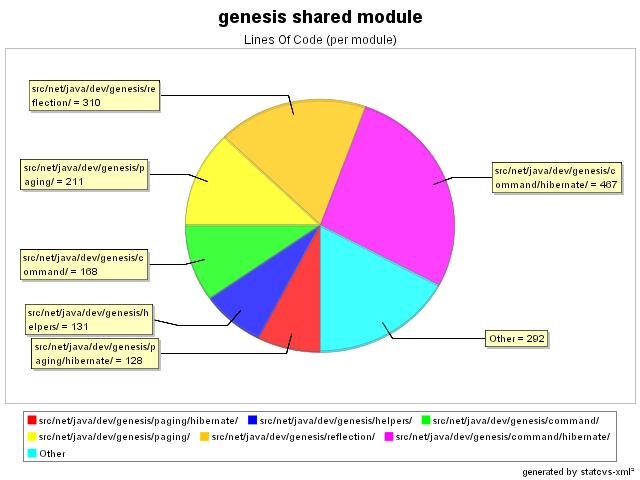 genesis shared module
Lines Of Code (per module)
src/net/java/dev/genesis/re
flection/ = 310
src/net/java/dev/genesis/p
aging/ = 211
src/net/java/dev/genesis/c
ommand/hibernate/ = 467
src/net/java/dev/genesis/c
ommand/ = 168
src/net/java/dev/genesis/h
elpers/ = 131
src/net/java/dev/genesis/p
aging/hibernate/ = 128
Other = 292
src/net/java/dev/genesis/paging/hibernate/ src/net/java/dev/genesis/helpers/ src/net/java/dev/genesis/command/
src/net/java/dev/genesis/paging/ src/net/java/dev/genesis/reflection/ src/net/java/dev/genesis/command/hibernate/
Other
generated by statcvs-xml²